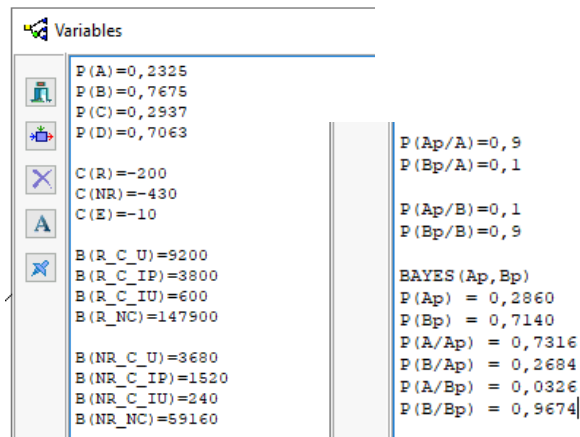 Variables
P(A)=0,2325
P(B)=0,7675
P(C)=0,2937
P(D)=0,7063
C(R)=-200
C(NR)=-430
C(E)=-10
B(R_C_U)=9200
B(R_C_IP)=3800
B(R_C_IU)=600
B(R_NC)=147900
B(NR_C_U)=3680
B(NR_C_IP)=1520
B(NR_C_IU)=240
B(NR_NC)=59160
P(Ap/A)=0,9
P(Bp/A)=0,1
P(Ap/B)=0,1
P(Bp/B)=0,9
BAYES(Ap,Bp)
P(Ap) = 0,2860
P(Bp) = 0,7140
P(A/Ap) = 0,7316
P(B/Ap) = 0,2684
P(A/Bp) = 0,0326
P(B/Bp) = 0,9674